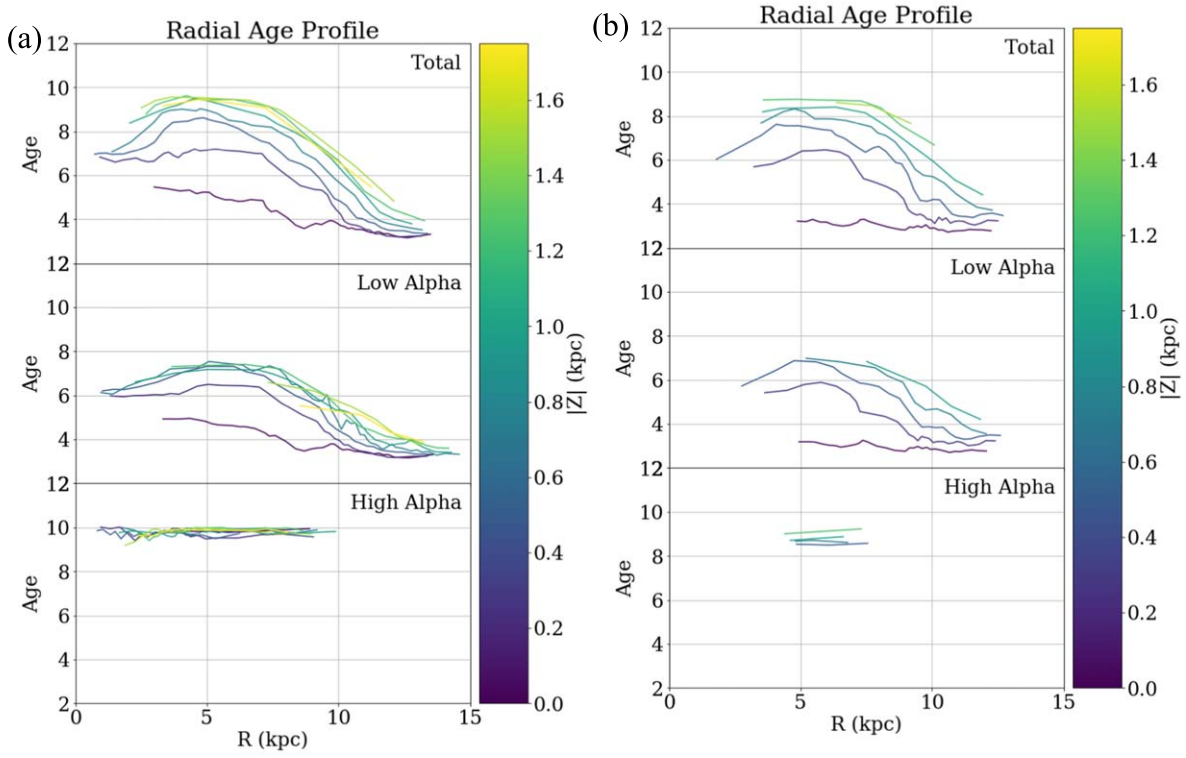 (a)
Radial Age Profile
Total
12
10
8
6
4
Age
Low Alpha
12
10
8
6
4
Age
High Alpha
12
10
8
6
4
2
Age
0 5 10 15
R (kpc)
1.6
1.4
1.2
1.0
0.8
0.6
0.4
0.2
0.0
|Z| (kpc)
(b)
Radial Age Profile
Total
12
10
8
6
4
Age
Low Alpha
12
10
8
6
4
Age
High Alpha
12
10
8
6
4
2
Age
0 5 10 15
R (kpc)
1.6
1.4
1.2
1.0
0.8
0.6
0.4
0.2
0.0
|Z| (kpc)